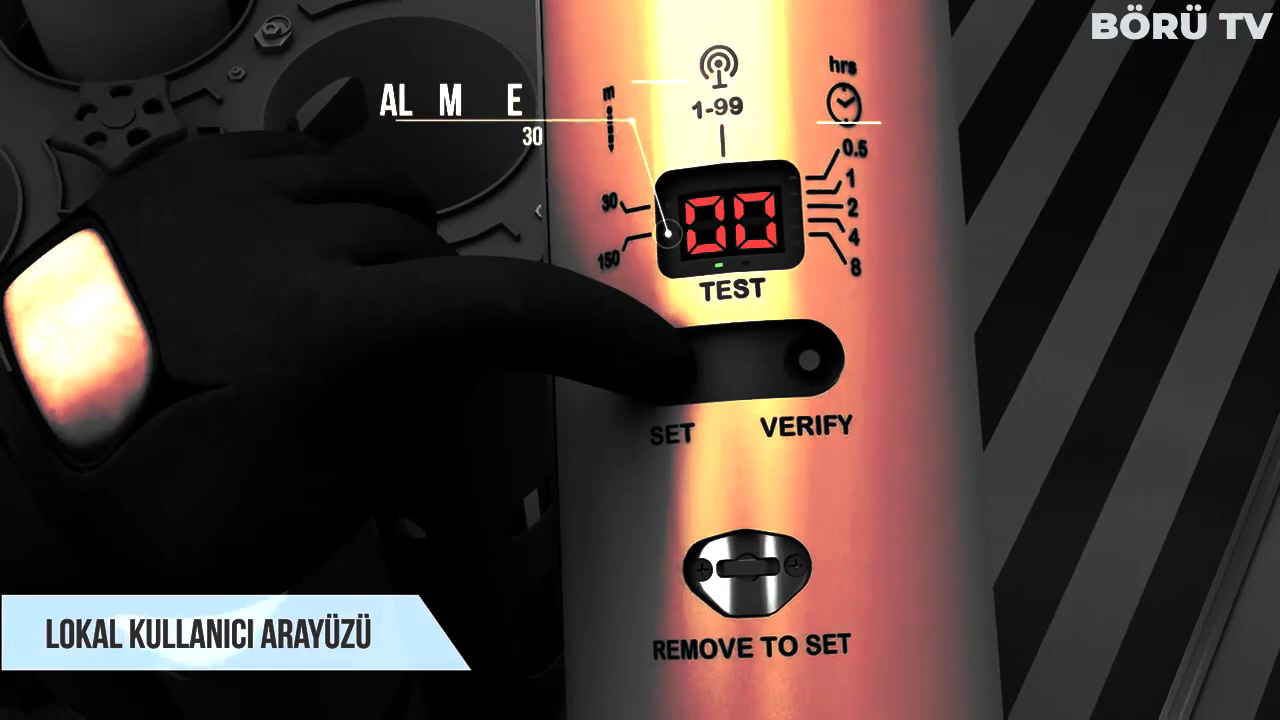 BÖRÜ TV
hrs
m
1-99
AL M E
30
0.5
1
2
4
8
30
150
00
TEST
SET
VERIFY
LOKAL KULLANICI ARAYÜZÜ
REMOVE TO SET